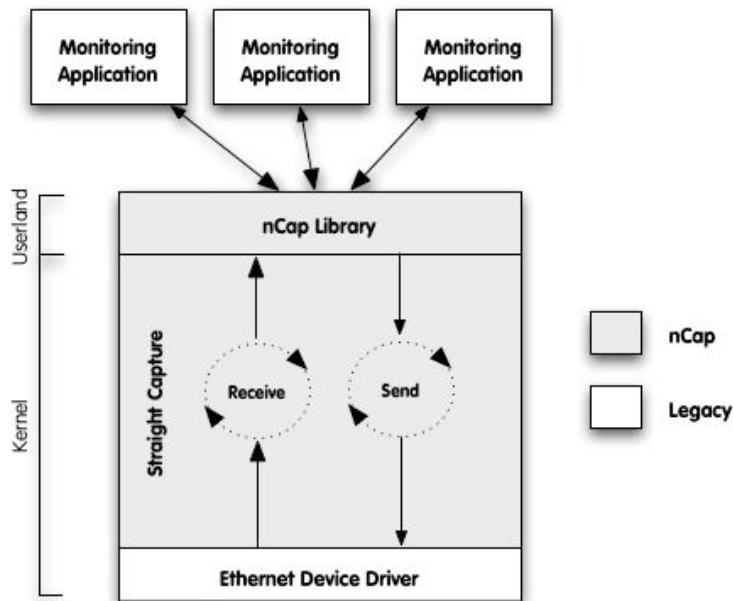 Monitoring
Application
Monitoring
Application
Monitoring
Application
Userland
nCap Library
Kernel
Straight Capture
Receive
Send
Ethernet Device Driver
nCap
Legacy